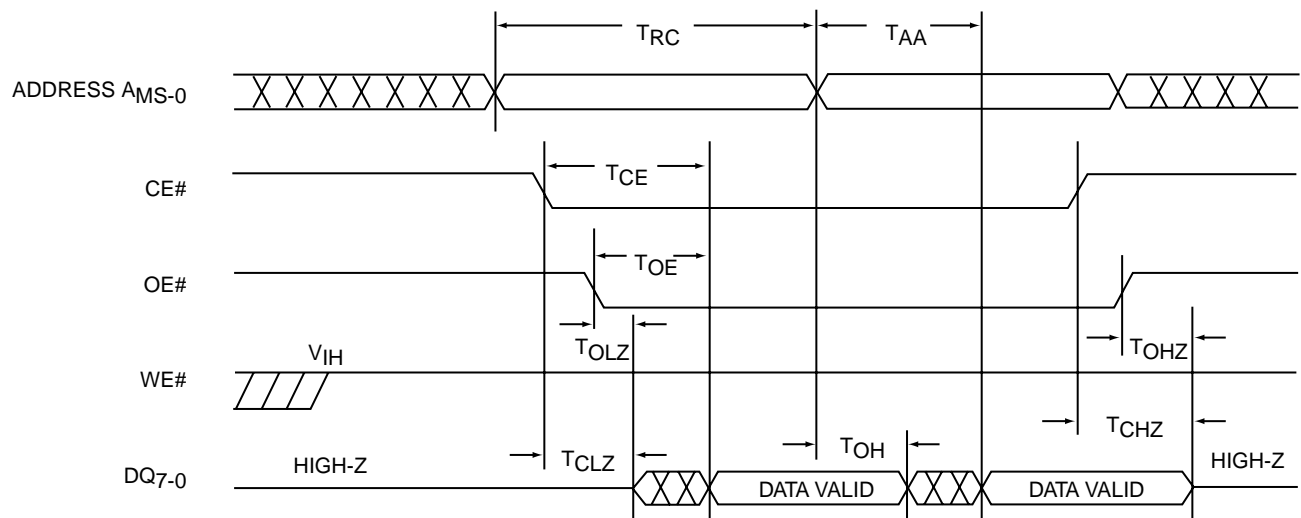 TRC
TAA
ADDRESS AMS-0
TCE
CE#
TOE
OE#
TOLZ
TOHZ
VIH
WE#
TCHZ
TOH
TCLZ
HIGH-Z
HIGH-Z
DQ7-0
DATA VALID
DATA VALID